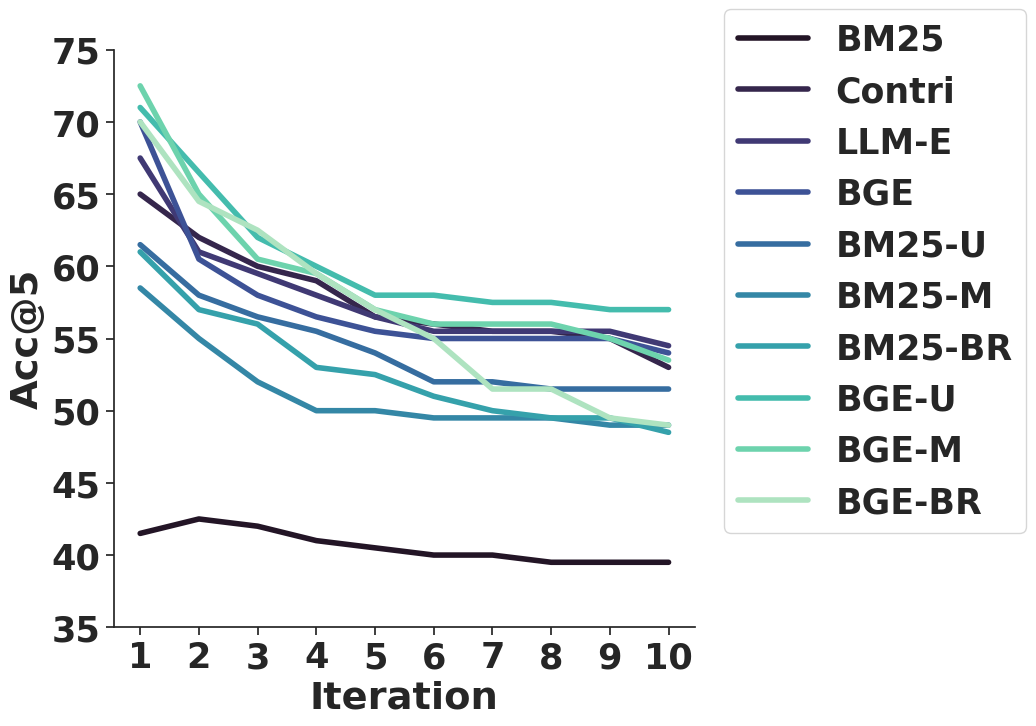 Acc@5
75
70
65
60
55
50
45
40
35
1 2 3 4 5 6 7 8 9 10
Iteration
BM25
Contri
LLM-E
BGE
BM25-U
BM25-M
BM25-BR
BGE-U
BGE-M
BGE-BR